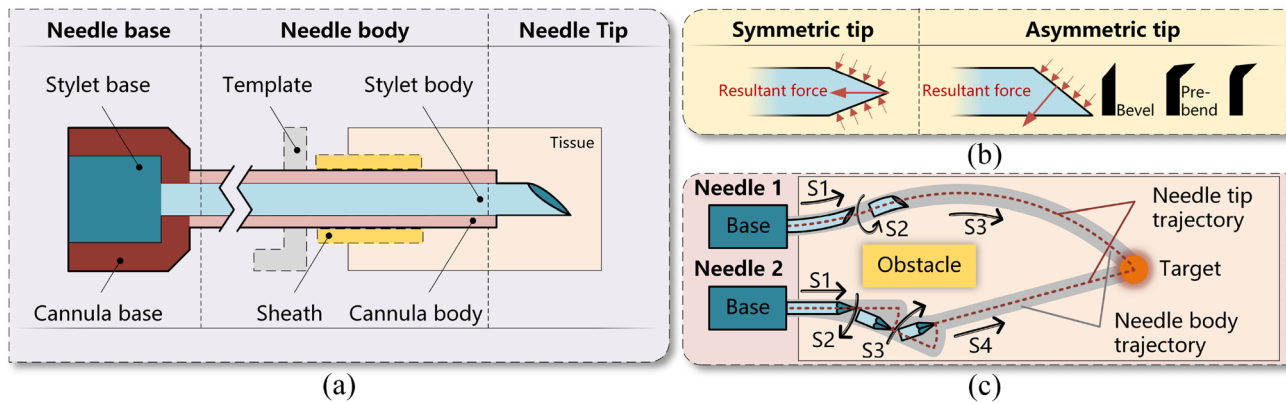 Needle base
Needle body
Needle Tip
Stylet base
Template
Stylet body
Tissue
Cannula base
Sheath
Cannula body
(a)
Symmetric tip
Asymmetric tip
Resultant force
Resultant force
Bevel
Pre-
bend
(b)
Needle 1
S1
Base
S2
S3
Needle tip
trajectory
Needle 2
Obstacle
Target
S1
Base
S2
S3
S4
Needle body
trajectory
(c)